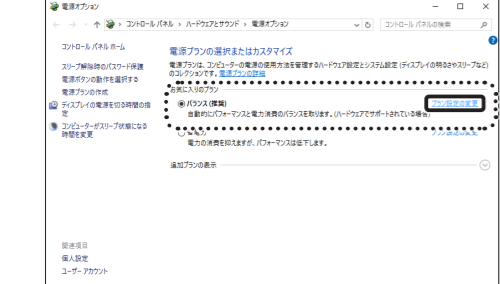 電源オプション
コントロール パネル > ハードウェアとサウンド > 電源オプション
コントロール パネルの検索
コントロール パネル ホーム
スリープ解除時のパスワード保護
電源ボタンの動作を選択する
電源プランの作成
ディスプレイの電源を切る時間の指定
コンピューターがスリープ状態になる時間を変更
電源プランの選択またはカスタマイズ
電源プランは、コンピューターの電源の使用方法を管理するハードウェア設定とシステム設定 (ディスプレイの明るさやスリープなど)
のコレクションです。電源プランの詳細
お気に入りのプラン
バランス (推奨)
プラン設定の変更
自動的にパフォーマンスと電力消費のバランスを取ります。(ハードウェアでサポートされている場合)
省電力
プラン設定の変更
電力の消費を抑えますが、パフォーマンスは低下します。
追加プランの表示
関連項目
個人設定
ユーザー アカウント